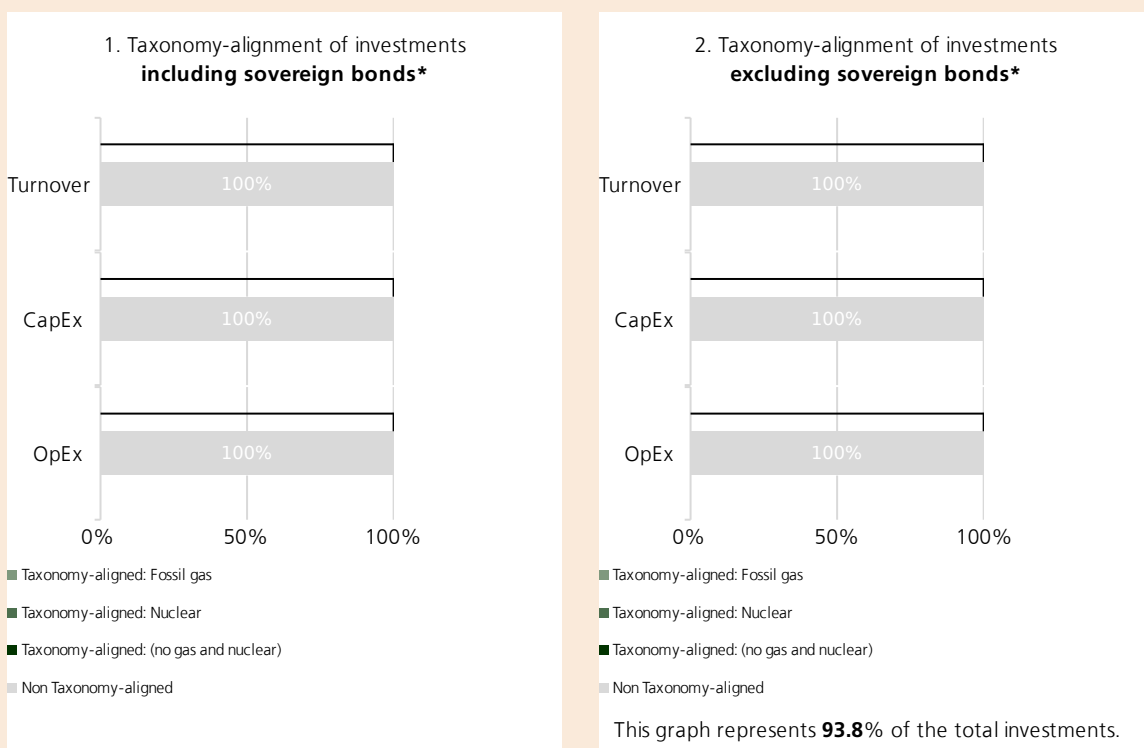 1. Taxonomy-alignment of investments
including sovereign bonds*
Turnover
100%
CapEx
100%
OpEx
100%
0% 50% 100%
Taxonomy-aligned: Fossil gas
Taxonomy-aligned: Nuclear
Taxonomy-aligned: (no gas and nuclear)
Non Taxonomy-aligned
2. Taxonomy-alignment of investments
excluding sovereign bonds*
Turnover
100%
CapEx
100%
OpEx
100%
0% 50% 100%
Taxonomy-aligned: Fossil gas
Taxonomy-aligned: Nuclear
Taxonomy-aligned: (no gas and nuclear)
Non Taxonomy-aligned
This graph represents 93.8% of the total investments.